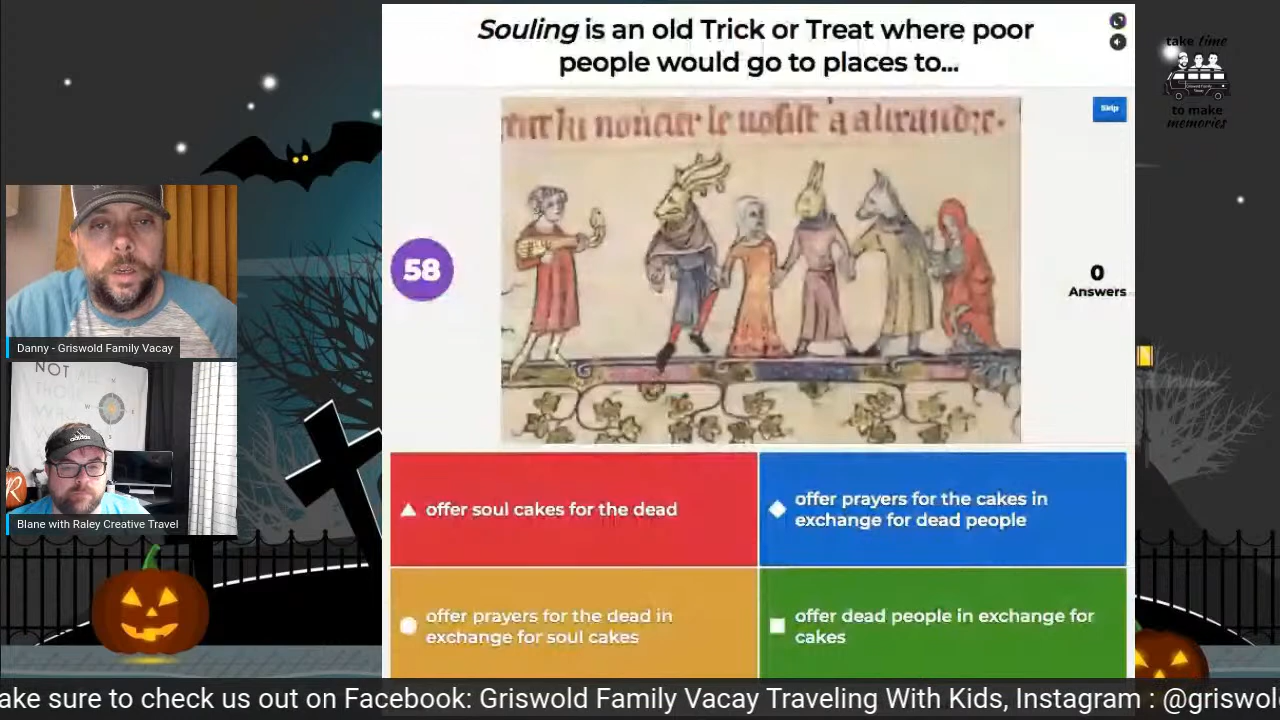 Souling is an old Trick or Treat where poor
people would go to places to...
take time
to make
memories
Skip
58
0
Answers
Danny - Griswold Family Vacay
NOT ALL
THOSE
Blane with Raley Creative Travel
offer soul cakes for the dead
offer prayers for the cakes in
exchange for dead people
offer prayers for the dead in
exchange for soul cakes
offer dead people in exchange for
cakes
ake sure to check us out on Facebook: Griswold Family Vacay Traveling With Kids, Instagram : @griswol